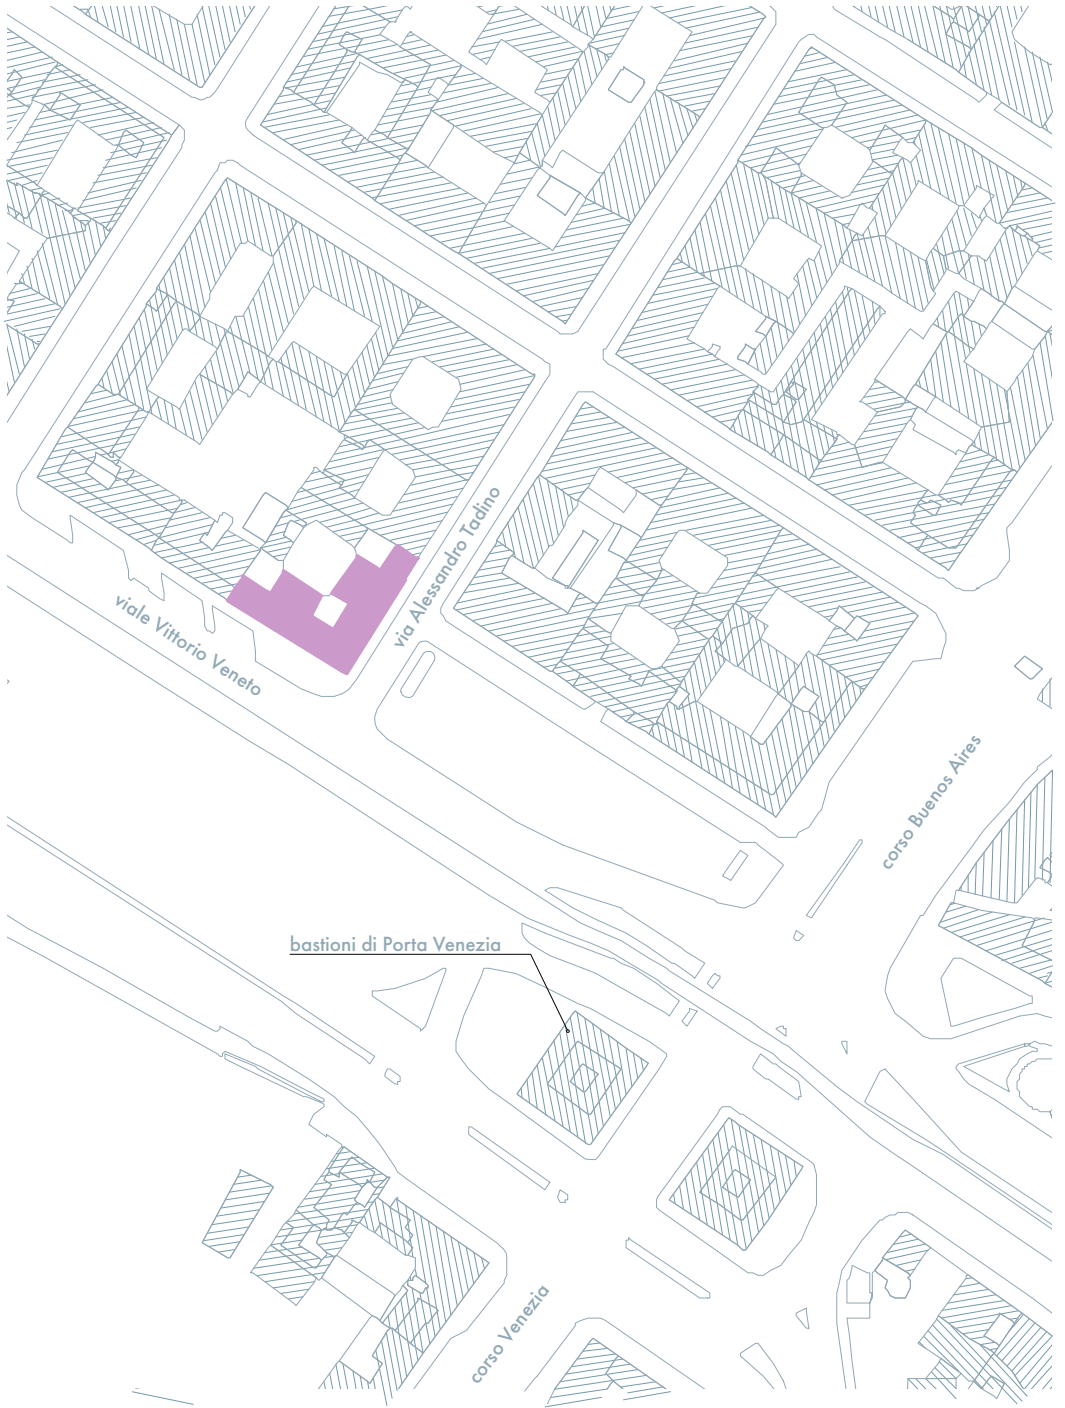 via Alessandro Tadino
viale Vittorio Veneto
corso Buenos Aires
bastioni di Porta Venezia
corso Venezia